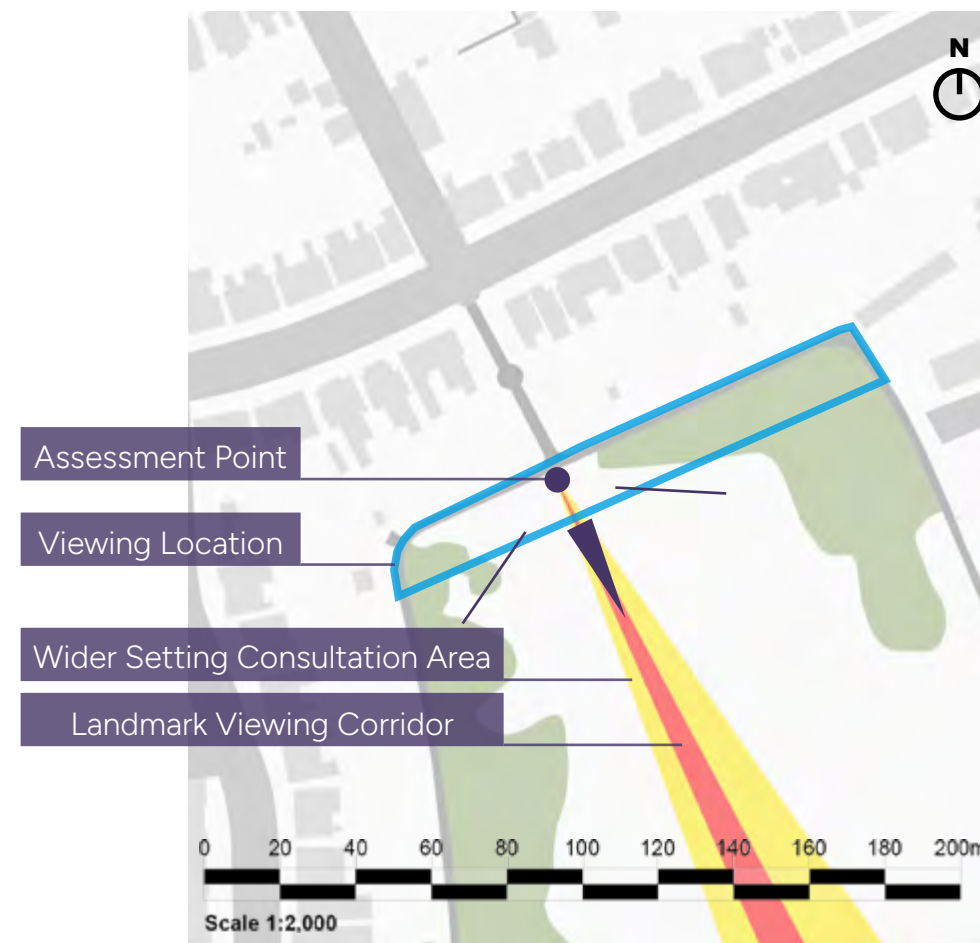 N
Assessment Point
Viewing Location
Wider Setting Consultation Area
Landmark Viewing Corridor
0 20 40 60 80 100 120 140 160 180 200m
Scale 1:2,000